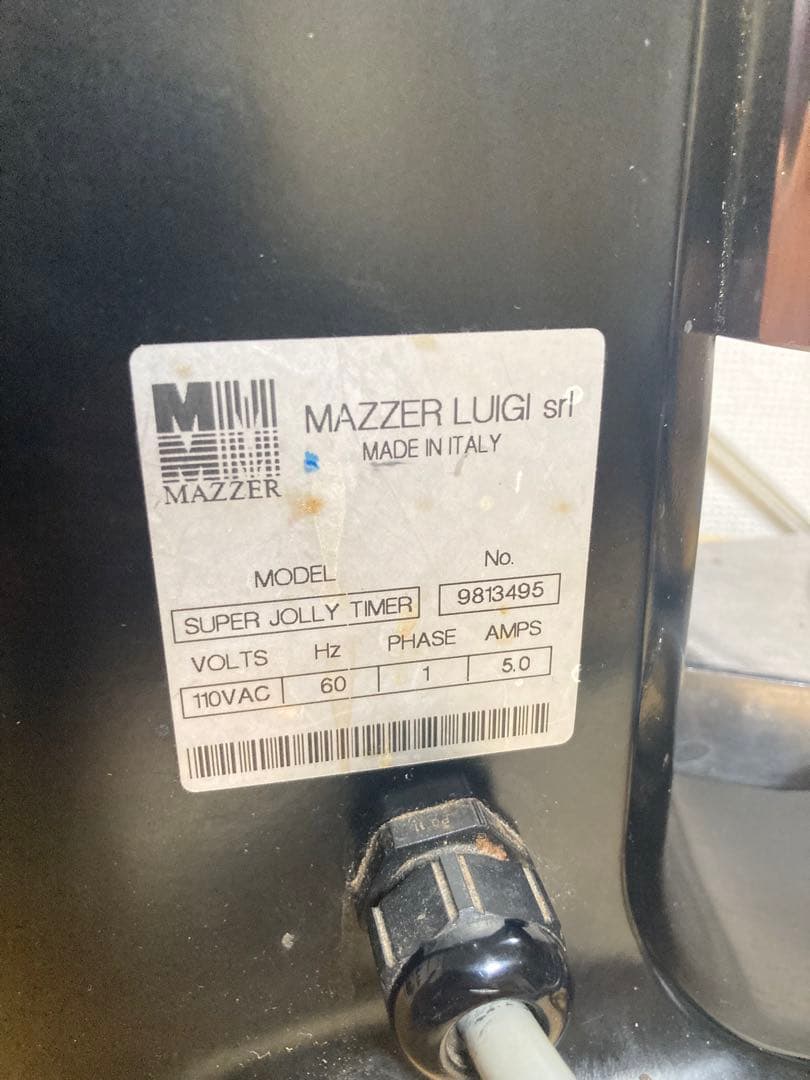 MAZZER
MAZZER LUIGI srl
MADE IN ITALY
MODEL No.
SUPER JOLLY TIMER 9813495
VOLTS Hz PHASE AMPS
110VAC 60 1 5.0